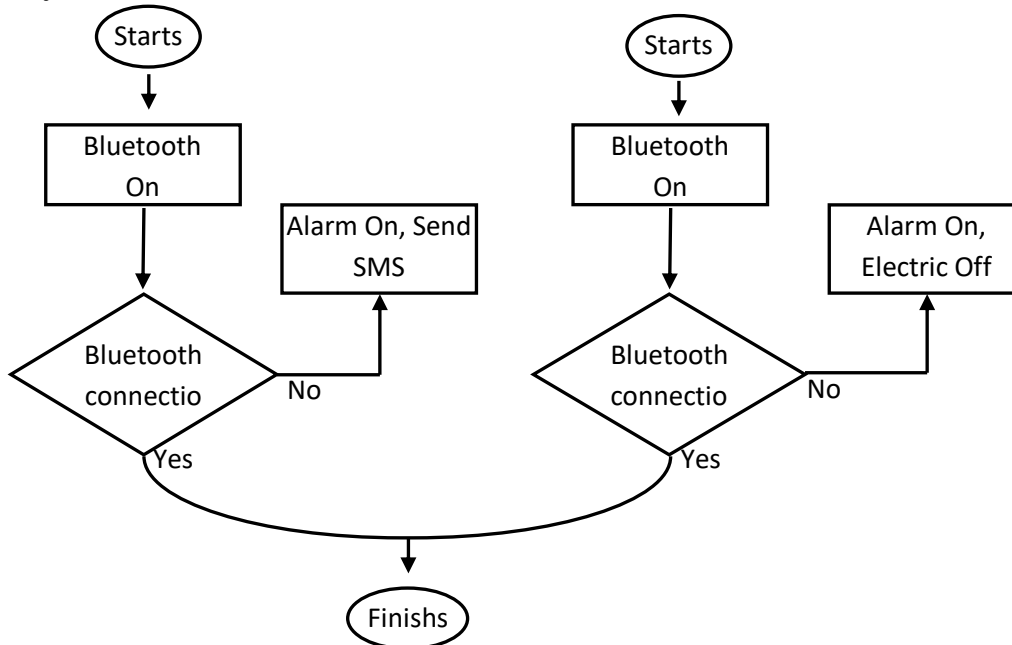 Starts
Bluetooth
On
Alarm On, Send
SMS
Bluetooth
connectio
No
Yes
Starts
Bluetooth
On
Alarm On,
Electric Off
Bluetooth
connectio
No
Yes
Finishs